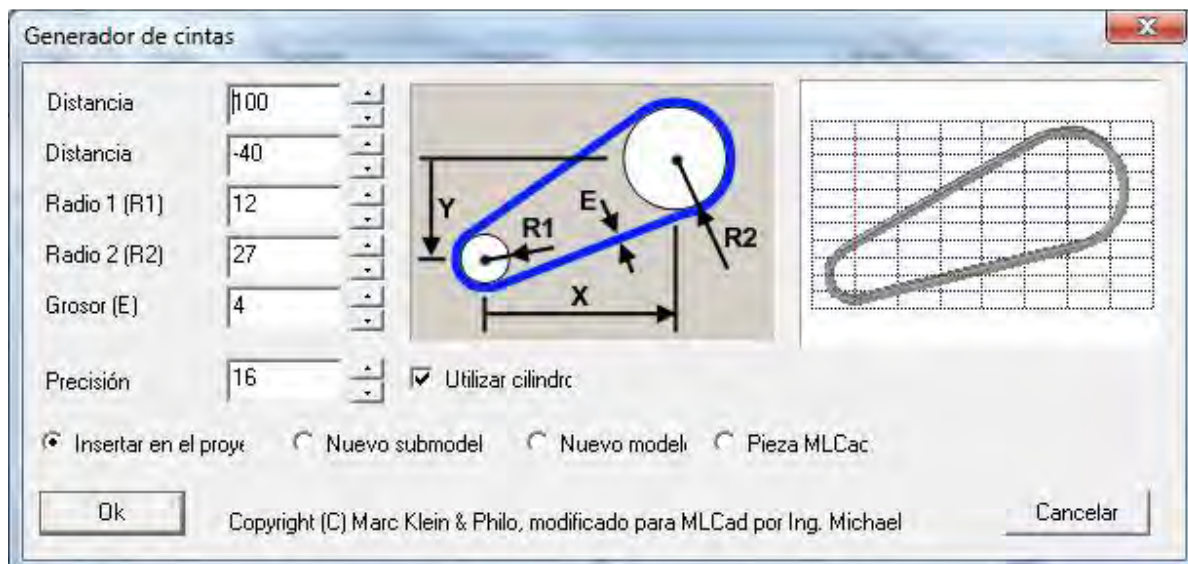 Generador de cintas
Distancia 100
Distancia -40
Radio 1 (R1) 12
Radio 2 (R2) 27
Grosor (E) 4
Y
E
R1
R2
X
Precisión 16 Utilizar cilindro
Insertar en el proye Nuevo submodel Nuevo modelo Pieza MLCad
Ok Copyright (C) Marc Klein & Philo, modificado para MLCad por Ing. Michael Cancelar